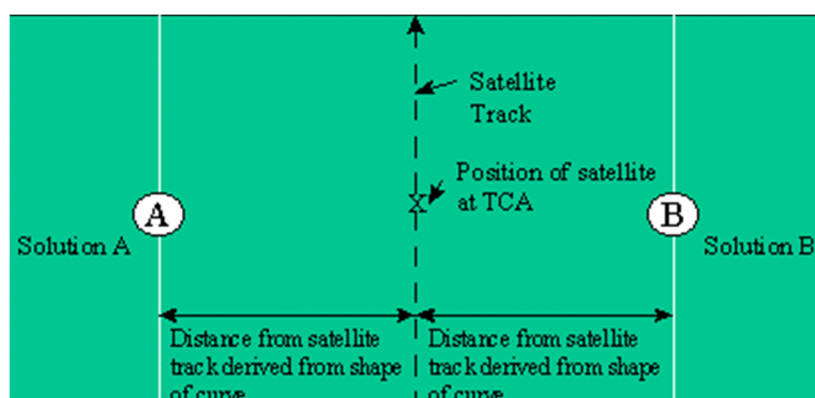 Satellite
Track
Position of satellite
at TCA
A
B
Solution A
Solution B
Distance from satellite
track derived from shape
of curve
Distance from satellite
track derived from shape
of curve
X